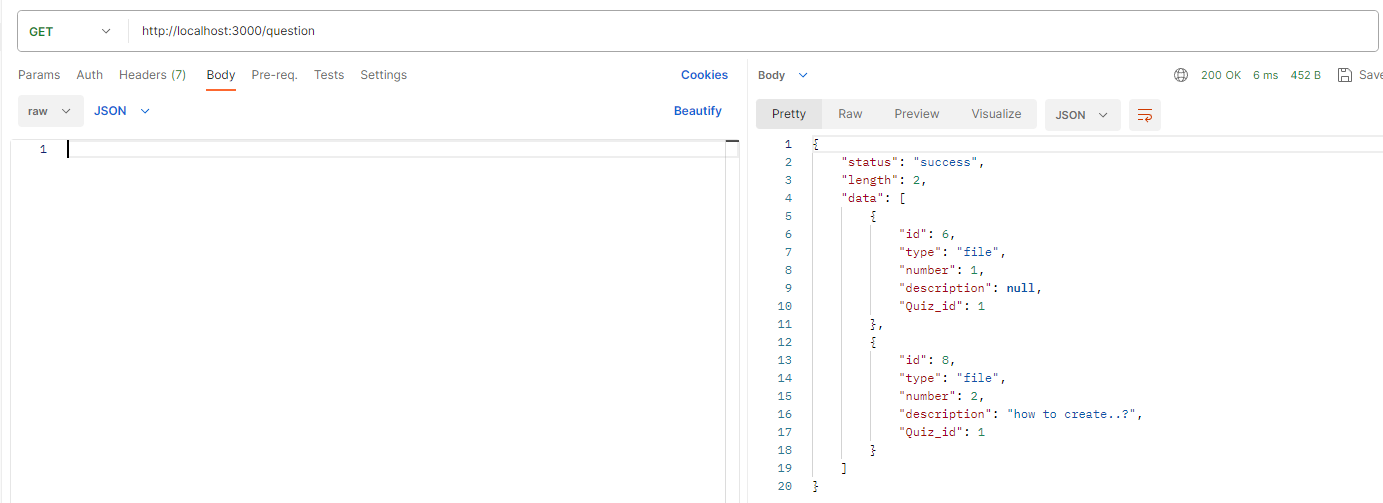 GET http://localhost:3000/question
Params Auth Headers (7) Body Pre-req. Tests Settings Cookies
raw JSON Beautify
1
Body 200 OK 6 ms 452 B Save
Pretty Raw Preview Visualize JSON
1 {
2 "status": "success",
3 "length": 2,
4 "data": [
5 {
6 "id": 6,
7 "type": "file",
8 "number": 1,
9 "description": null,
10 "Quiz_id": 1
11 },
12 {
13 "id": 8,
14 "type": "file",
15 "number": 2,
16 "description": "how to create..?",
17 "Quiz_id": 1
18 }
19 ]
20 }